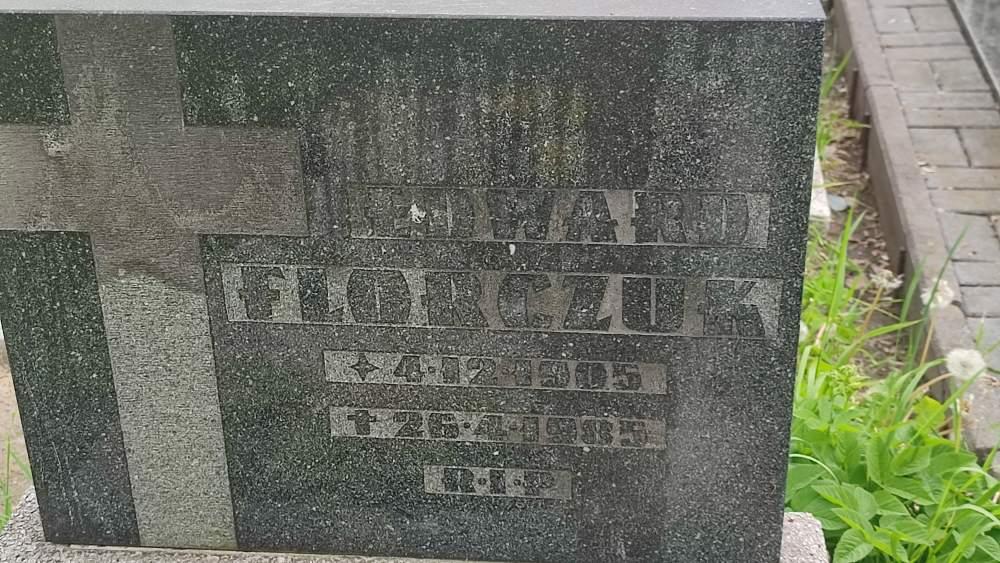 EDWARD
FLORCZUK
✦ 4·12·1905
✝ 26·4·1985
R·I·P